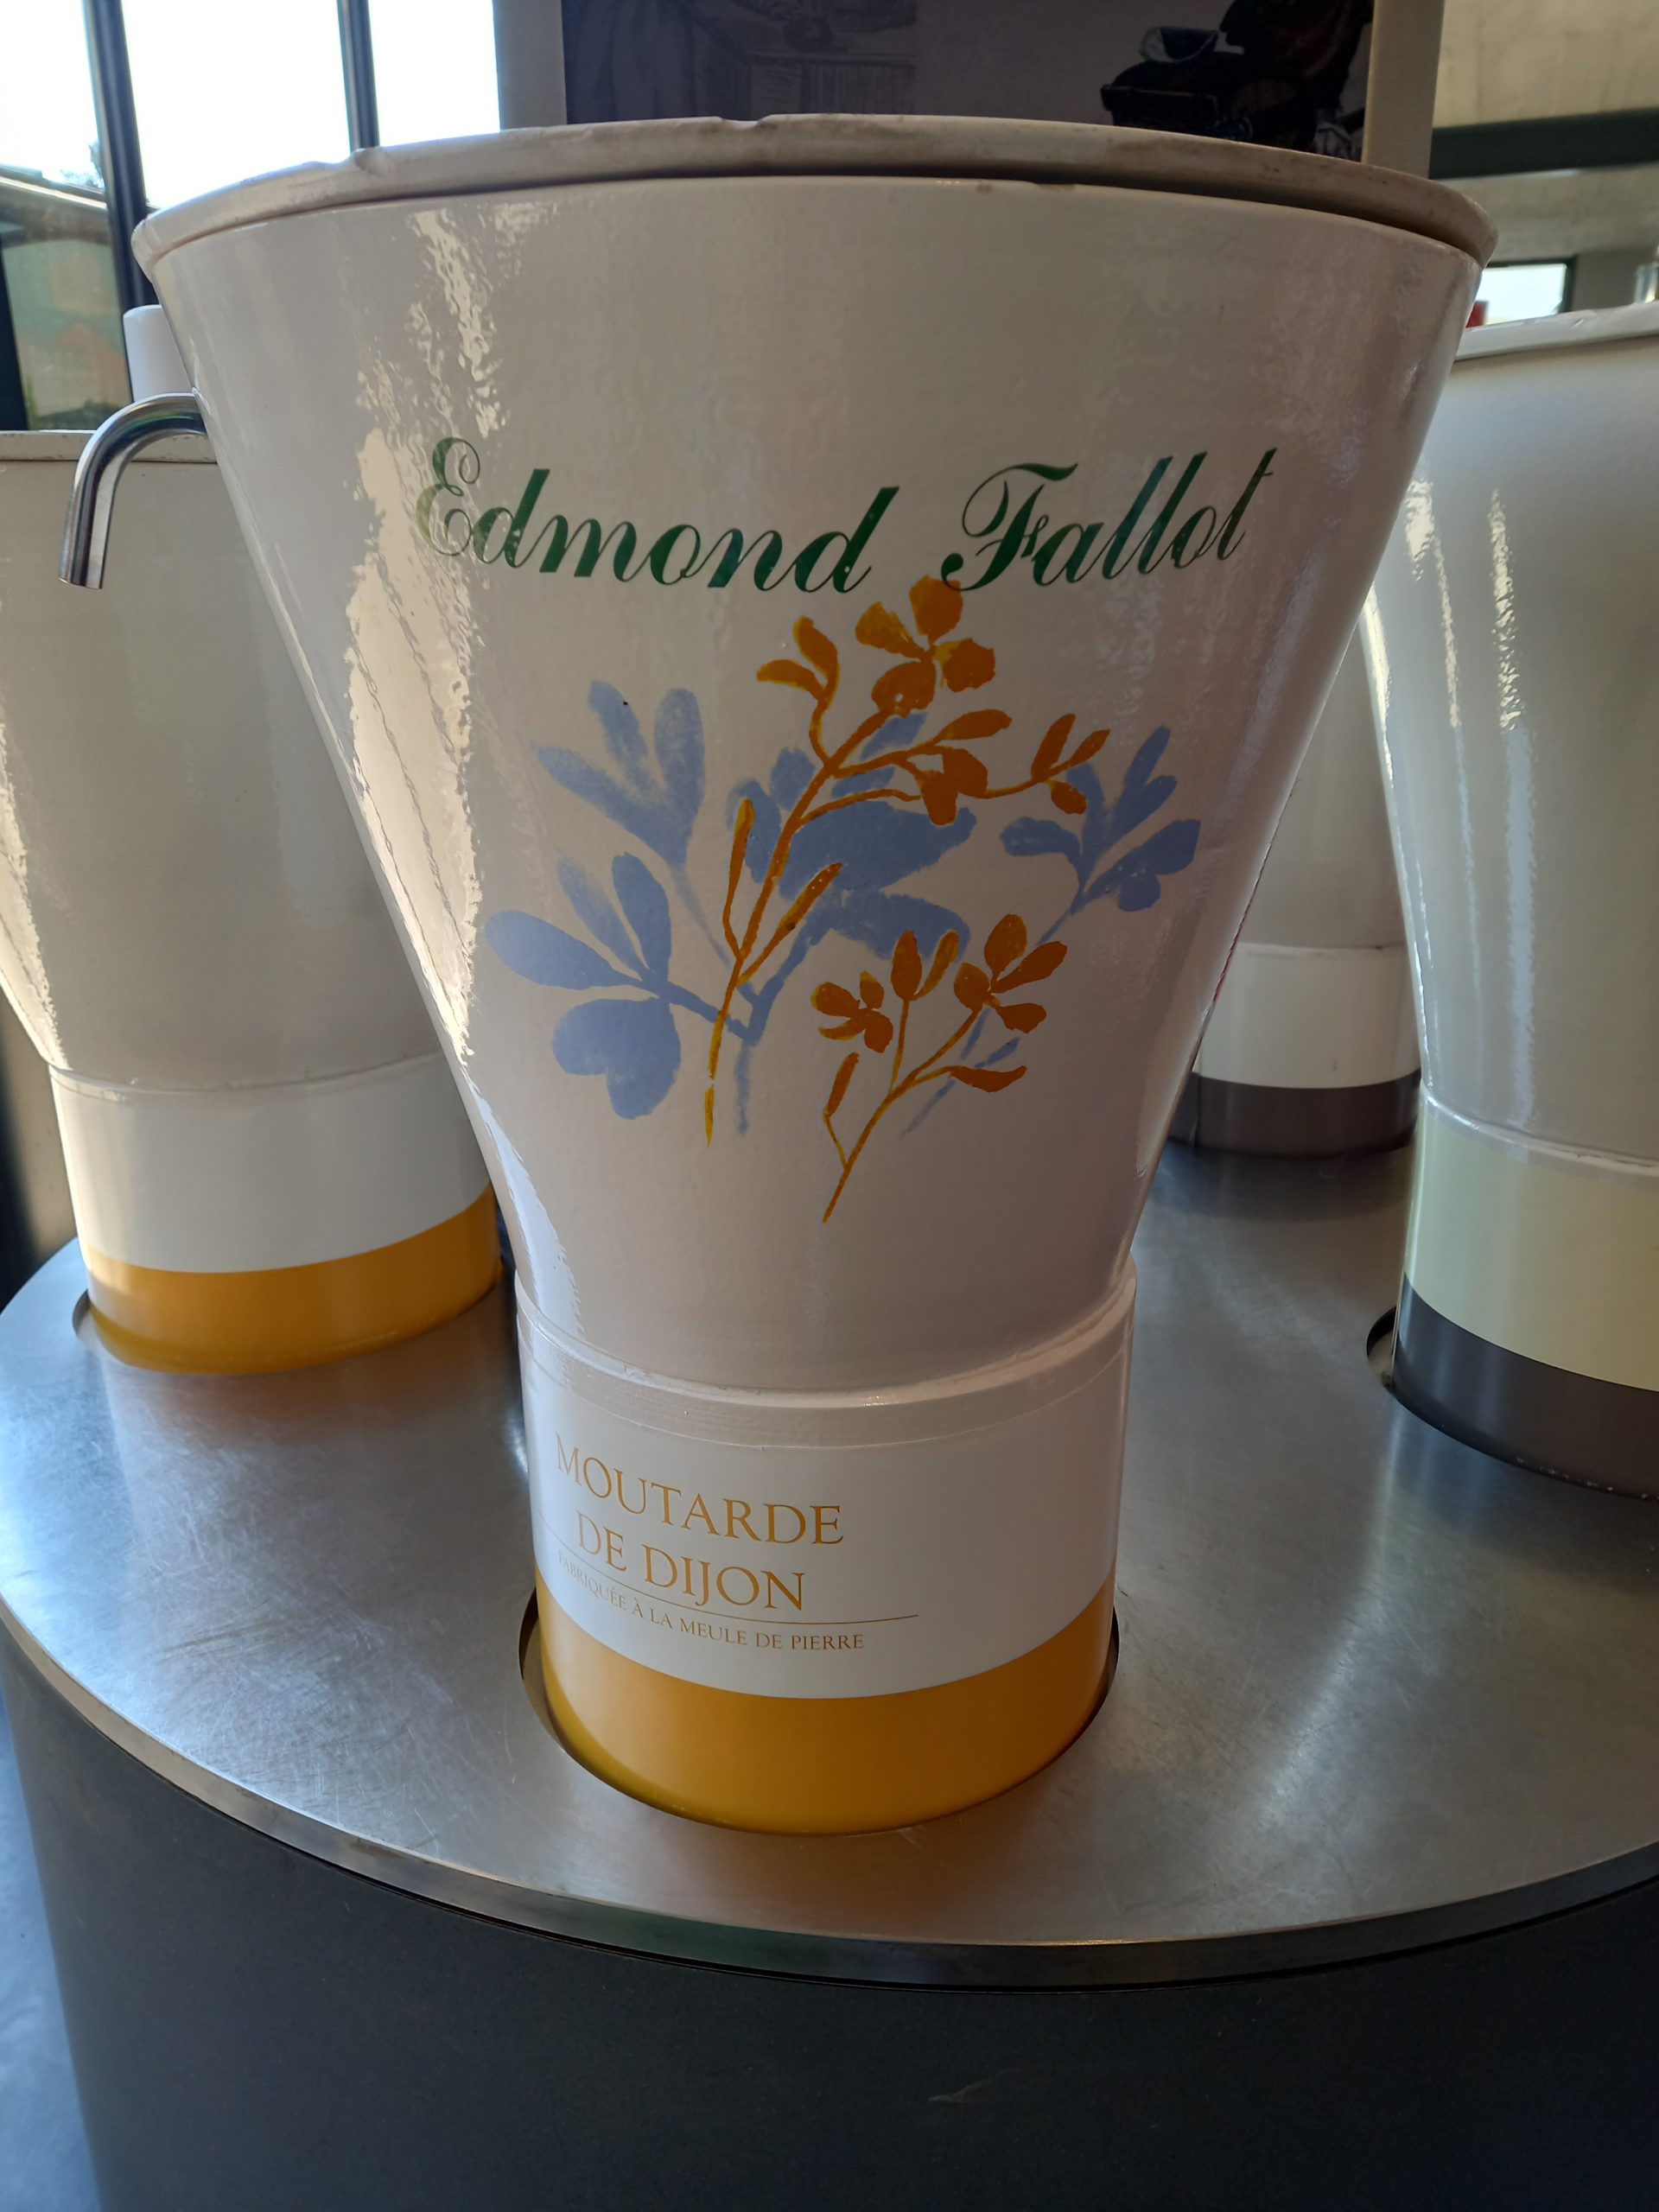 Edmond Fallot
MOUTARDE
DE DIJON
FABRIQUÉE À LA MEULE DE PIERRE